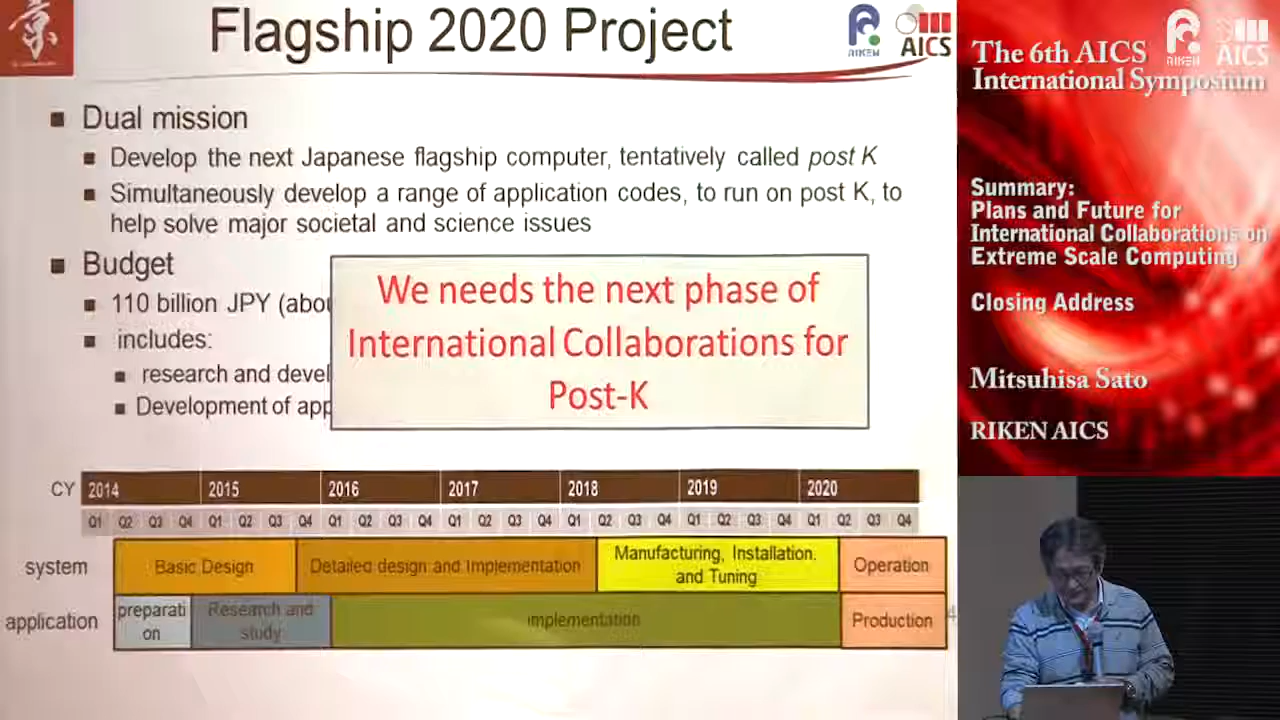 京
Flagship 2020 Project
RIKEN
AICS
Dual mission
Develop the next Japanese flagship computer, tentatively called post K
Simultaneously develop a range of application codes, to run on post K, to
help solve major societal and science issues
Budget
110 billion JPY
includes:
research and
Development of
We needs the next phase of
International Collaborations for
Post-K
CY 2014 2015 2016 2017 2018 2019 2020
Q1 Q2 Q3 Q4 Q1 Q2 Q3 Q4 Q1 Q2 Q3 Q4 Q1 Q2 Q3 Q4 Q1 Q2 Q3 Q4 Q1 Q2 Q3 Q4 Q1 Q2 Q3 Q4
system Basic Design Detailed design and Implementation Manufacturing, Installation, and Tuning Operation
application preparati on Research and study Implementation Production
4
RIKEN
AICS
The 6th AICS
International Symposium
Summary:
Plans and Future for
International Collaborations on
Extreme Scale Computing
Closing Address
Mitsuhisa Sato
RIKEN AICS